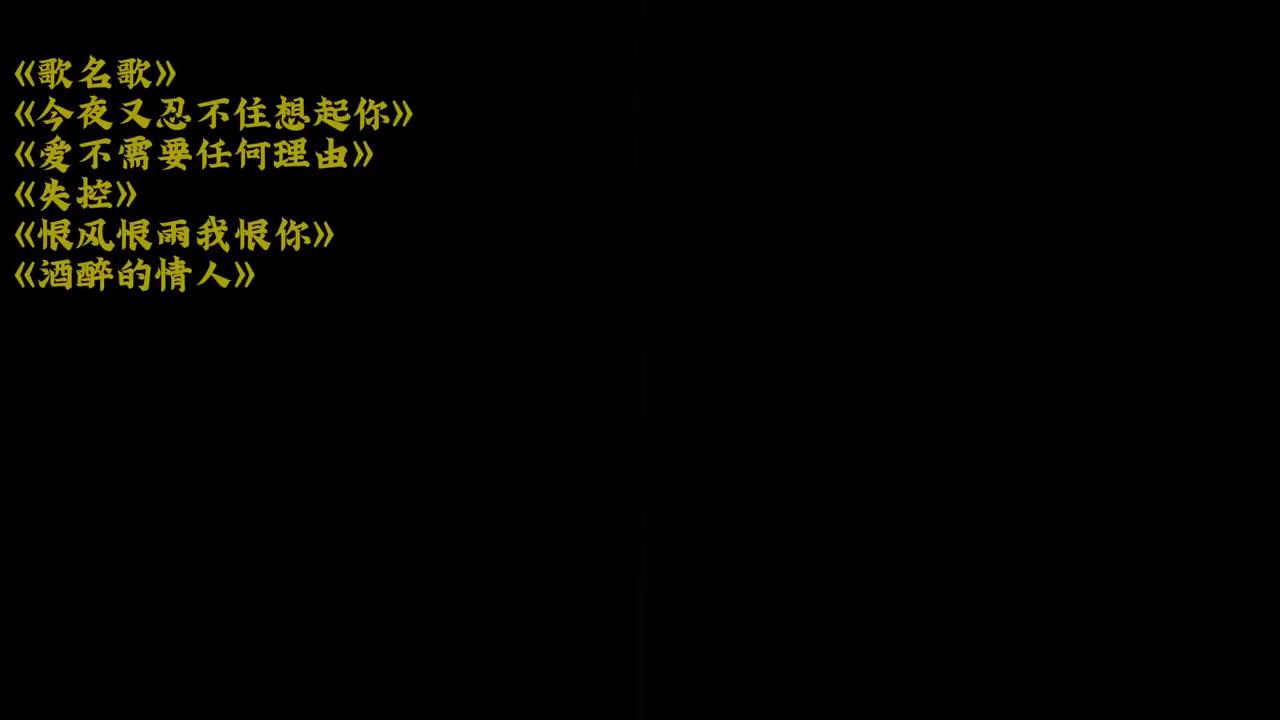 《歌名歌》
《今夜又忍不住想起你》
《爱不需要任何理由》
《失控》
《恨风恨雨我恨你》
《酒醉的情人》